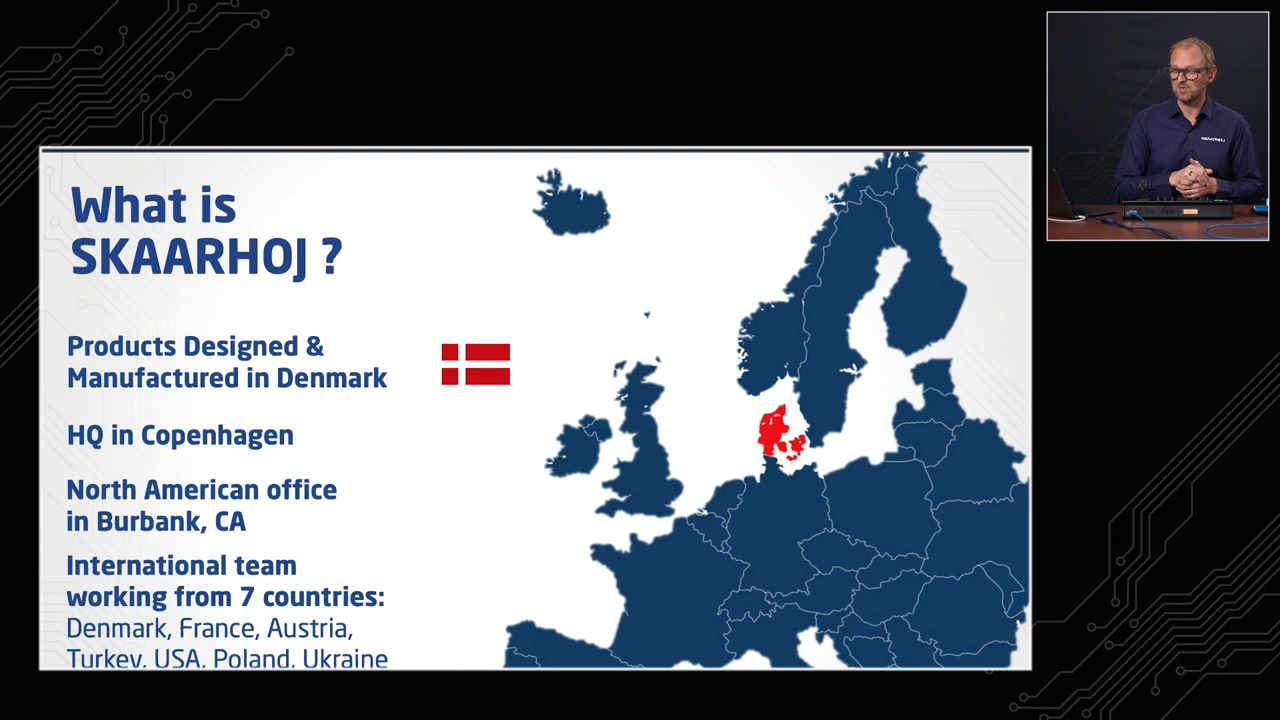 What is
SKAARHOJ ?
Products Designed &
Manufactured in Denmark
HQ in Copenhagen
North American office
in Burbank, CA
International team
working from 7 countries:
Denmark, France, Austria,
Turkey, USA, Poland, Ukraine
SKAARHOJ